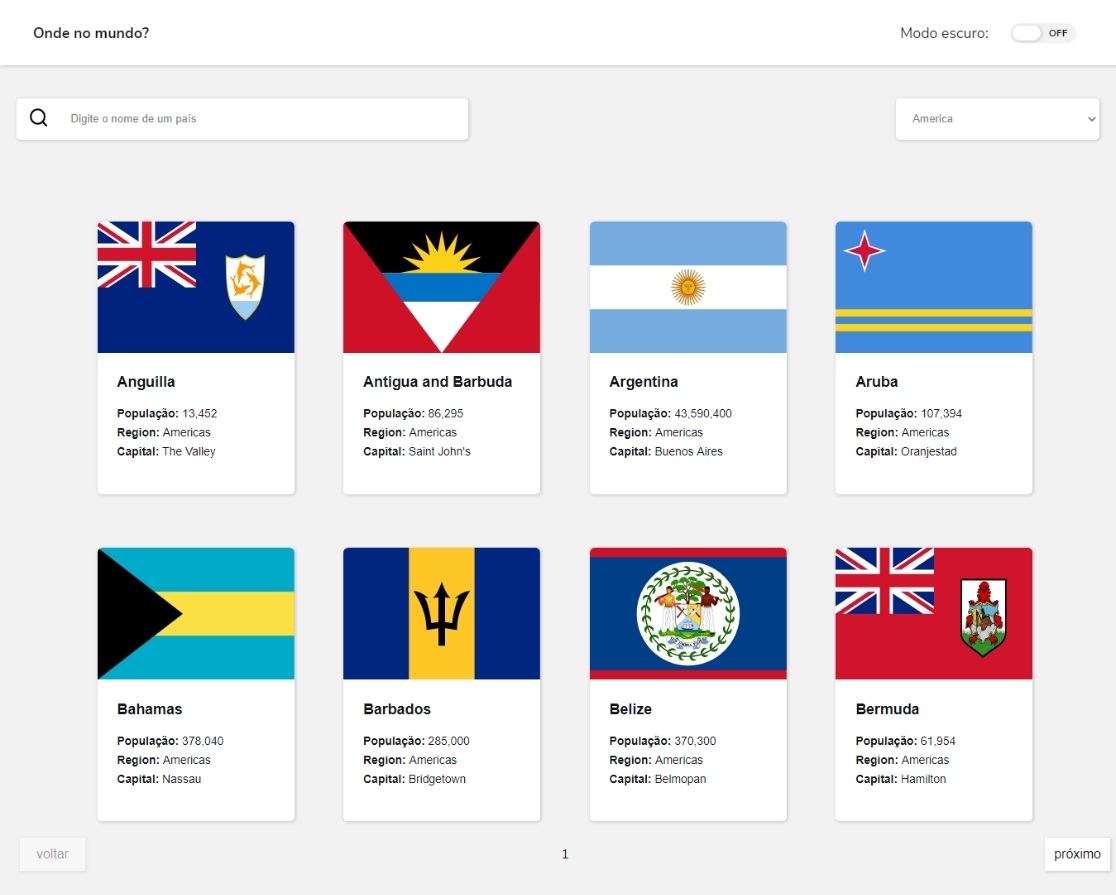 Onde no mundo?
Modo escuro:
OFF
Digite o nome de um país
America
Anguilla
População: 13,452
Region: Americas
Capital: The Valley
Antigua and Barbuda
População: 86,295
Region: Americas
Capital: Saint John's
Argentina
População: 43,590,400
Region: Americas
Capital: Buenos Aires
Aruba
População: 107,394
Region: Americas
Capital: Oranjestad
Bahamas
População: 378,040
Region: Americas
Capital: Nassau
Barbados
População: 285,000
Region: Americas
Capital: Bridgetown
Belize
População: 370,300
Region: Americas
Capital: Belmopan
Bermuda
População: 61,954
Region: Americas
Capital: Hamilton
voltar
1
próximo